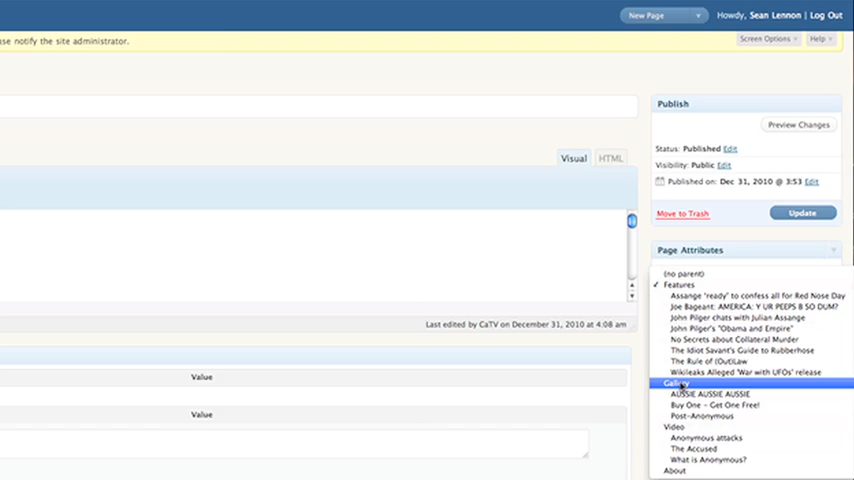 New Page
Howdy, Sean Lennon | Log Out
se notify the site administrator.
Screen Options
Help
Publish
Preview Changes
Visual
HTML
Status: Published Edit
Visibility: Public Edit
Published on: Dec 31, 2010 @ 3:53 Edit
Move to Trash
Update
Page Attributes
(no parent)
✓ Features
Assange "ready" to confess all for Red Nose Day
Joe Bageant: AMERICA: Y UR PEEPS B SO DUM?
John Pilger chats with Julian Assange
John Pilger's "Obama and Empire"
No Secrets about Collateral Murder
The Idiot Savant's Guide to Rubberhose
The Rule of (Out)Law
Wikileaks Alleged 'War with UFOs' release
Gallery
AUSSIE AUSSIE AUSSIE
Buy One - Get One Free!
Post-Anonymous
Video
Anonymous attacks
The Accused
What is Anonymous?
About
Last edited by CaTV on December 31, 2010 at 4:08 am
Value
Value